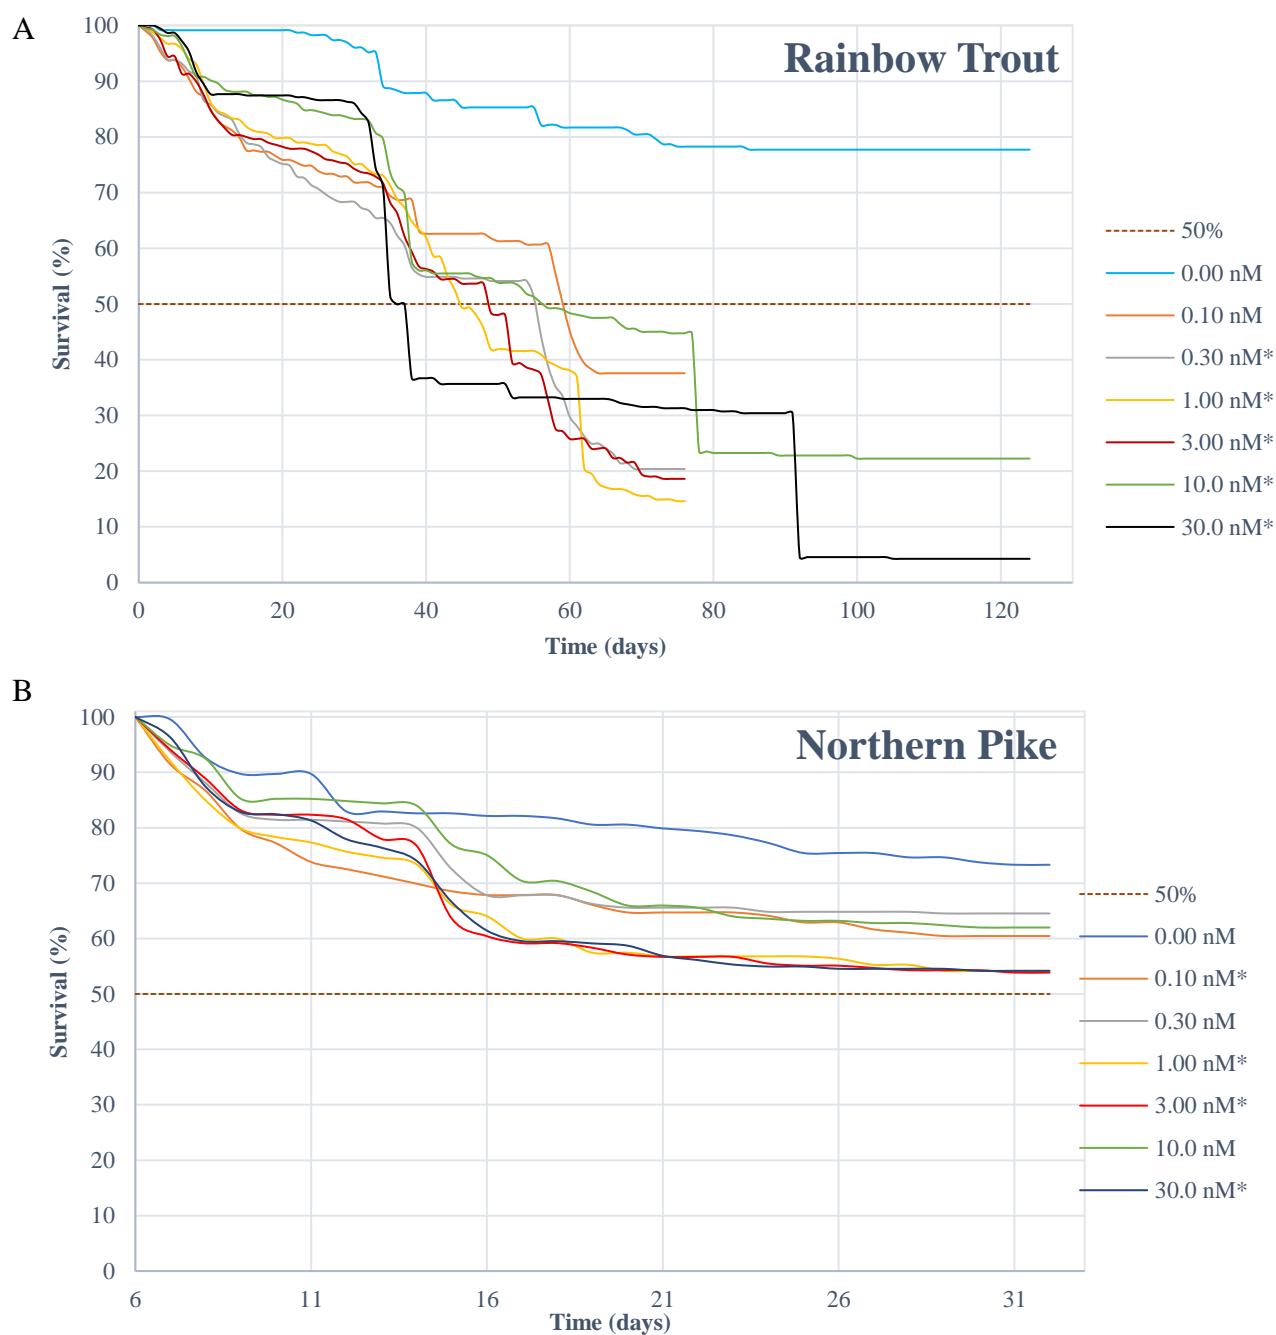 A
Rainbow Trout
Survival (%)
100
90
80
70
60
50
40
30
20
10
0
0 20 40 60 80 100 120
Time (days)
50%
0.00 nM
0.10 nM
0.30 nM*
1.00 nM*
3.00 nM*
10.0 nM*
30.0 nM*
B
Northern Pike
Survival (%)
100
90
80
70
60
50
40
30
20
10
0
6 11 16 21 26 31
Time (days)
50%
0.00 nM
0.10 nM*
0.30 nM
1.00 nM*
3.00 nM*
10.0 nM
30.0 nM*